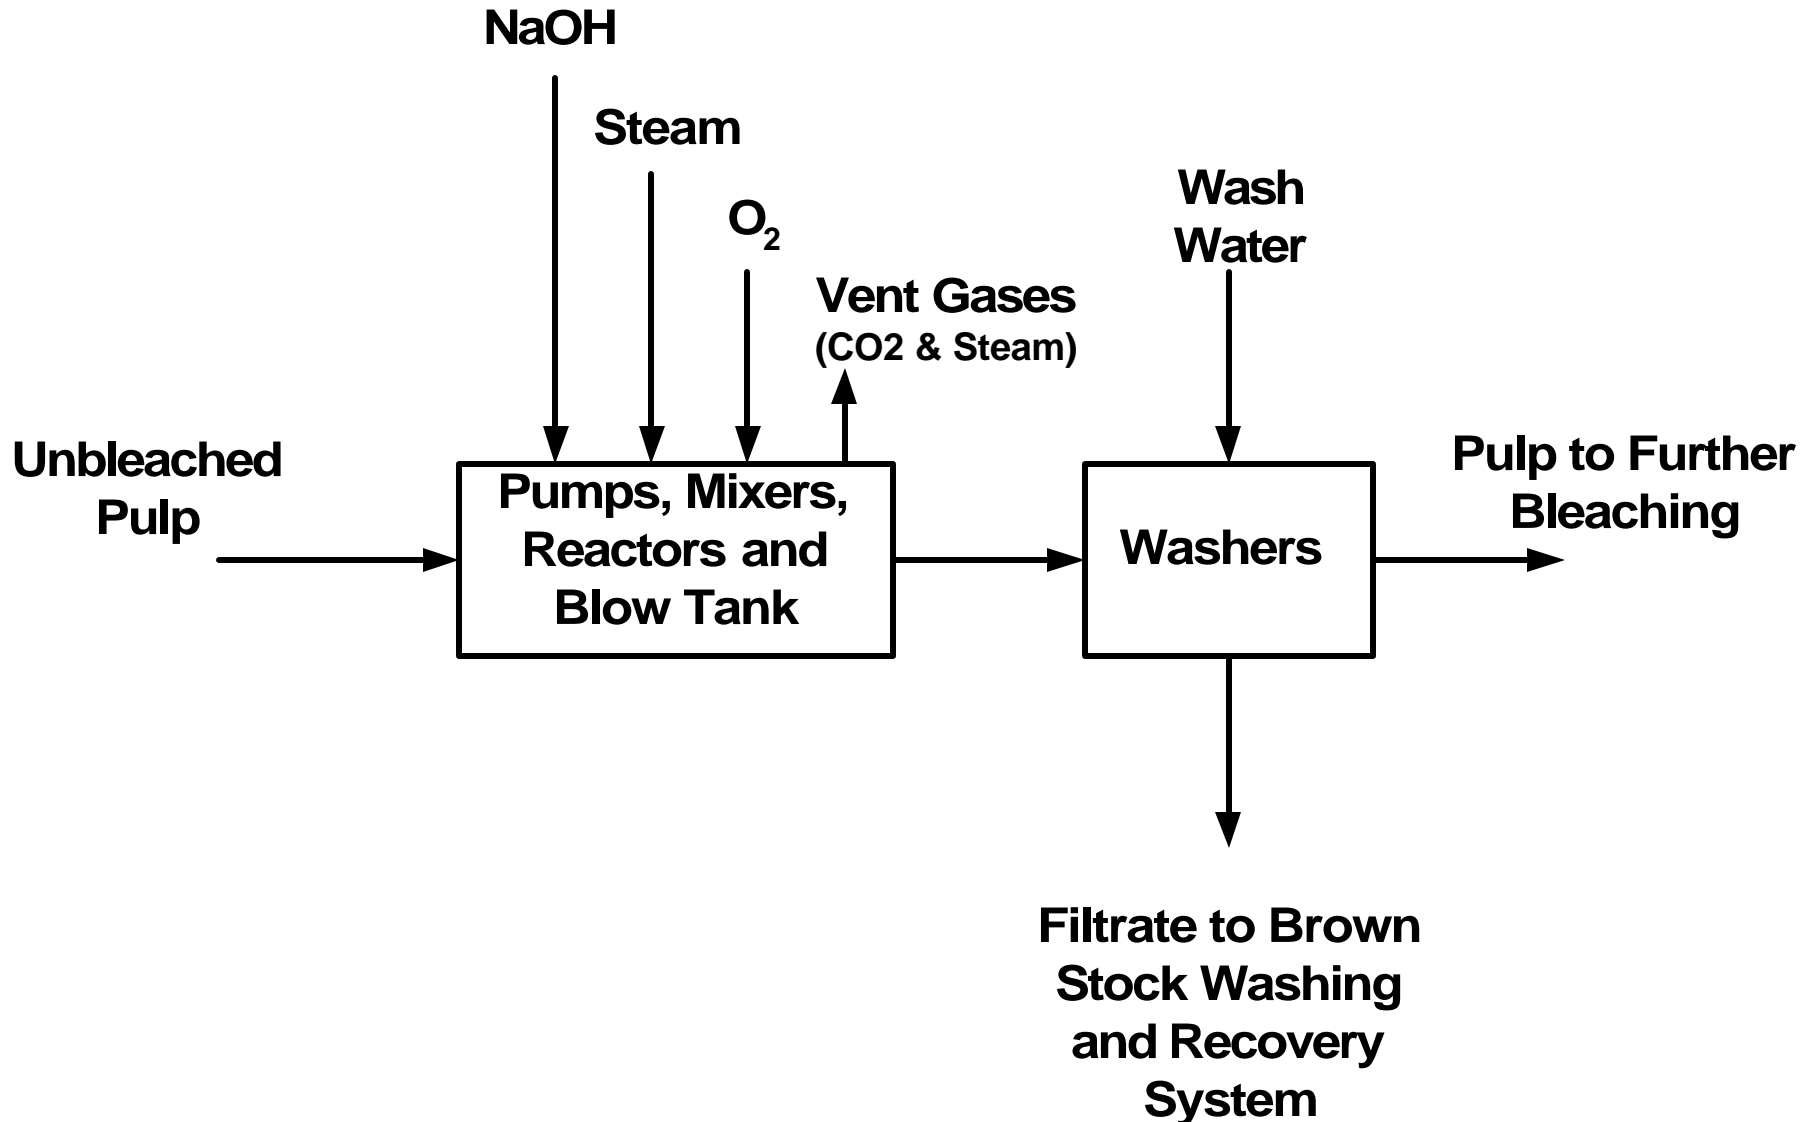 NaOH
Steam
O₂
Wash
Water
Vent Gases
(CO2 & Steam)
Unbleached
Pulp
Pumps, Mixers,
Reactors and
Blow Tank
Washers
Pulp to Further
Bleaching
Filtrate to Brown
Stock Washing
and Recovery
System